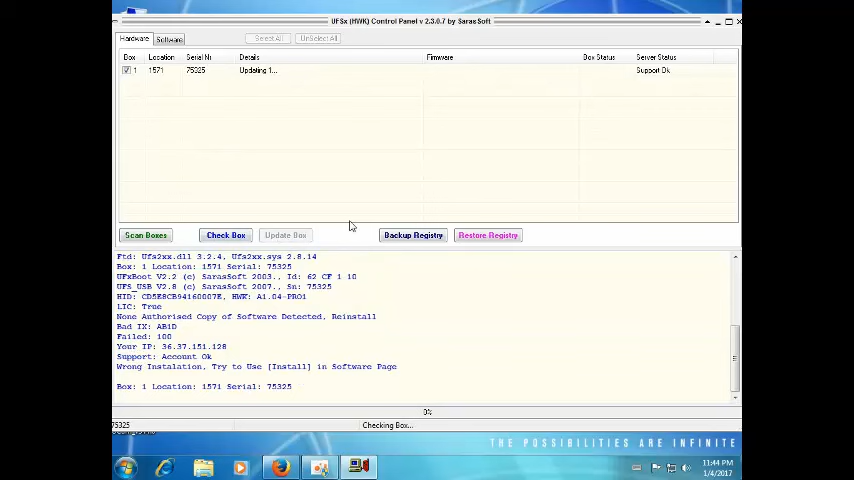 UFSx (HWK) Control Panel v 2.3.0.7 by SarasSoft
Hardware Software Select All UnSelect All
Box Location Serial Nr Details Firmware Box Status Server Status
1 1571 75325 Updating 1... Support Ok
Scan Boxes Check Box Update Box Backup Registry Restore Registry
Ftd: Ufs2xx.dll 3.2.4, Ufs2xx.sys 2.8.14
Box: 1 Location: 1571 Serial: 75325
UFxBoot V2.2 (c) SarasSoft 2003., Id: 62 CF 1 10
UFS_USB V2.8 (c) SarasSoft 2007., Sn: 75325
HID: CD5E8CB94160007E, HWK: A1.04-PRO1
LIC: True
None Authorised Copy of Software Detected, Reinstall
Bad IX: AB1D
Failed: 100
Your IP: 36.37.151.128
Support: Account Ok
Wrong Instalation, Try to Use [Install] in Software Page
Box: 1 Location: 1571 Serial: 75325
0%
75325 Checking Box...
THE POSSIBILITIES ARE INFINITE
11:44 PM
1/4/2017